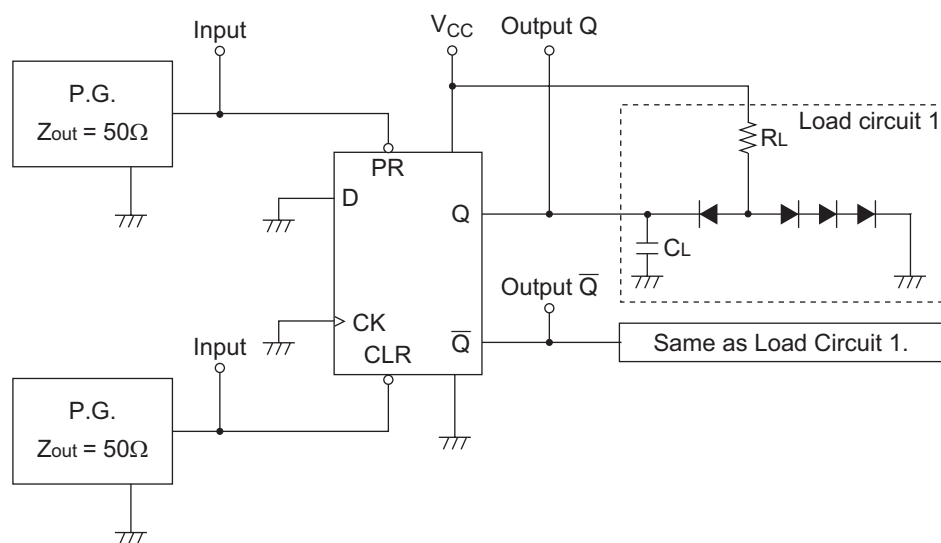 Input
V_CC
Output Q
P.G.
Zout = 50Ω
Load circuit 1
RL
PR
D
Q
CL
Output Q̅
CK
Q̅
Same as Load Circuit 1.
Input
CLR
P.G.
Zout = 50Ω